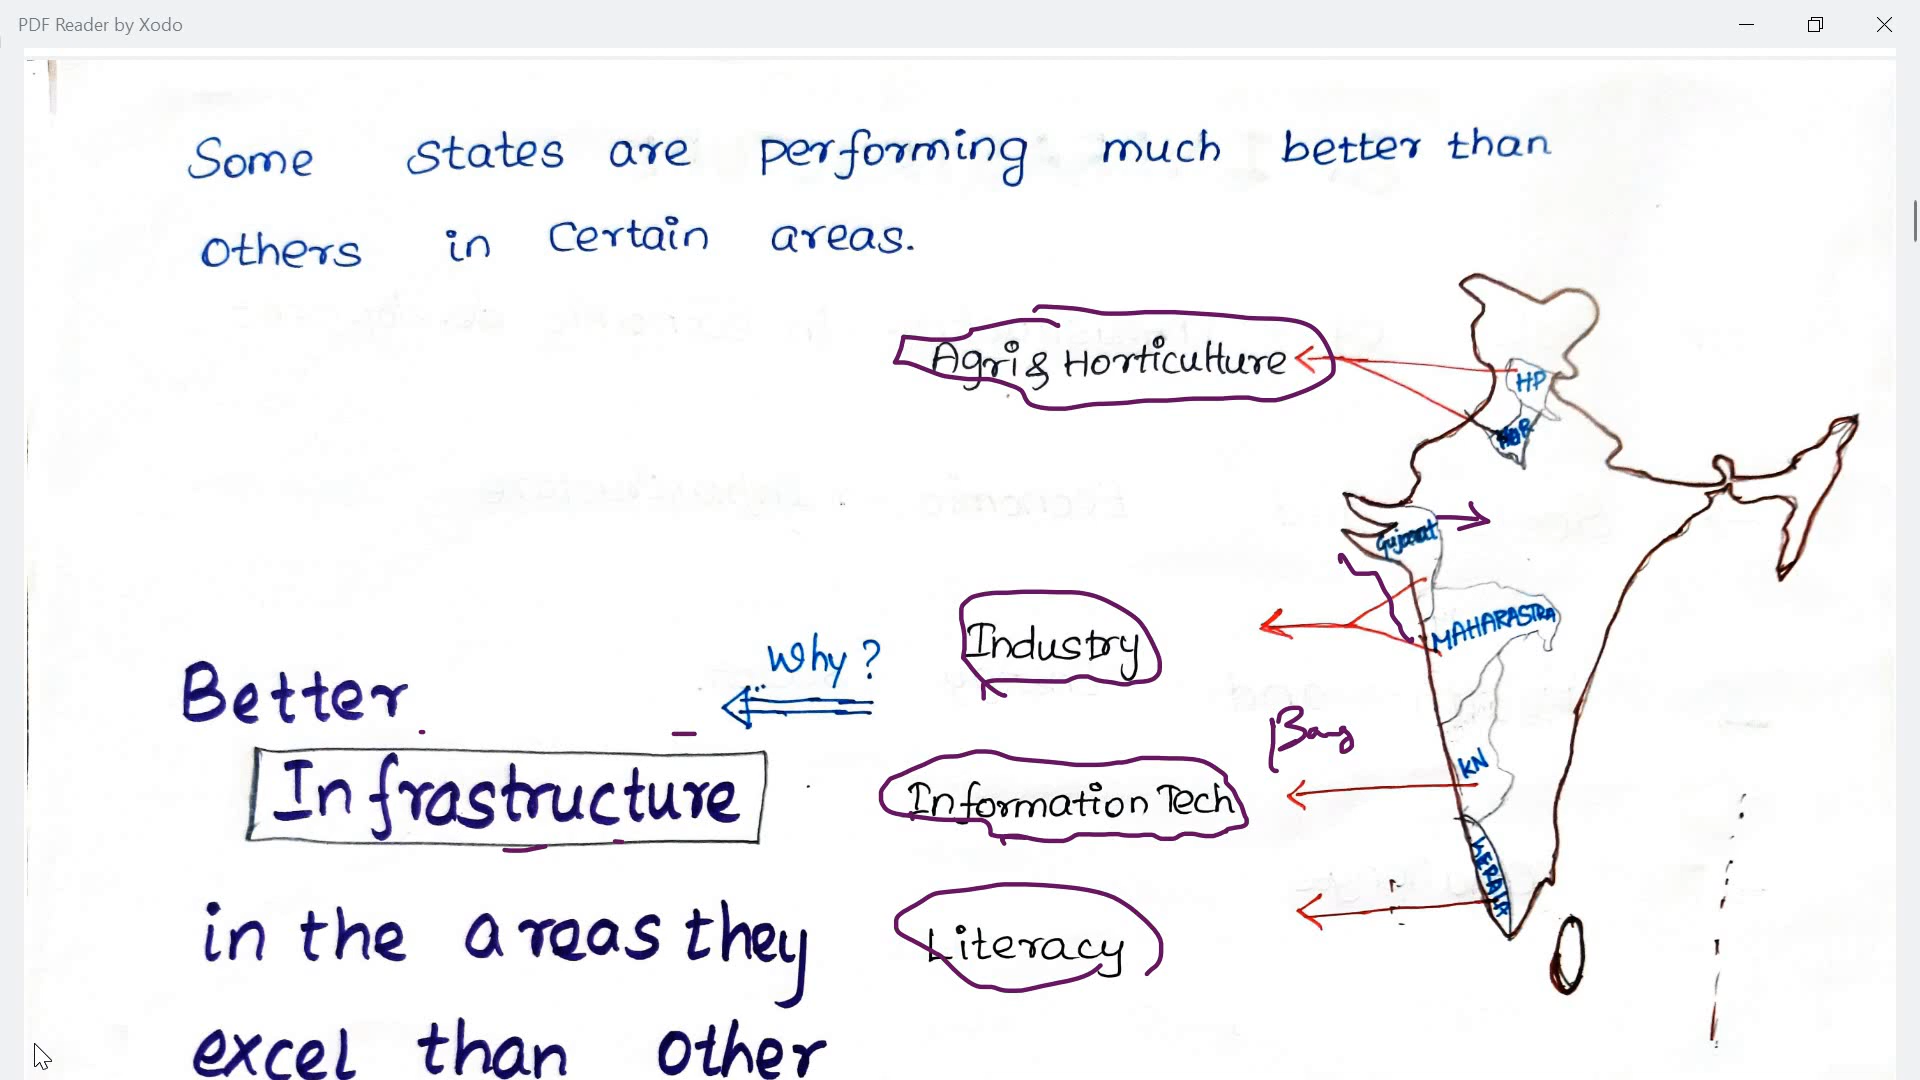 PDF Reader by Xodo
Some states are performing much better than
others in Certain areas.
Agri & Horticulture
HP
Gujarat
Industry
MAHARASTRA
Why?
Better
Bang
KN
Infrastructure
Information Tech
KERALA
in the areas they
Literacy
excel than other